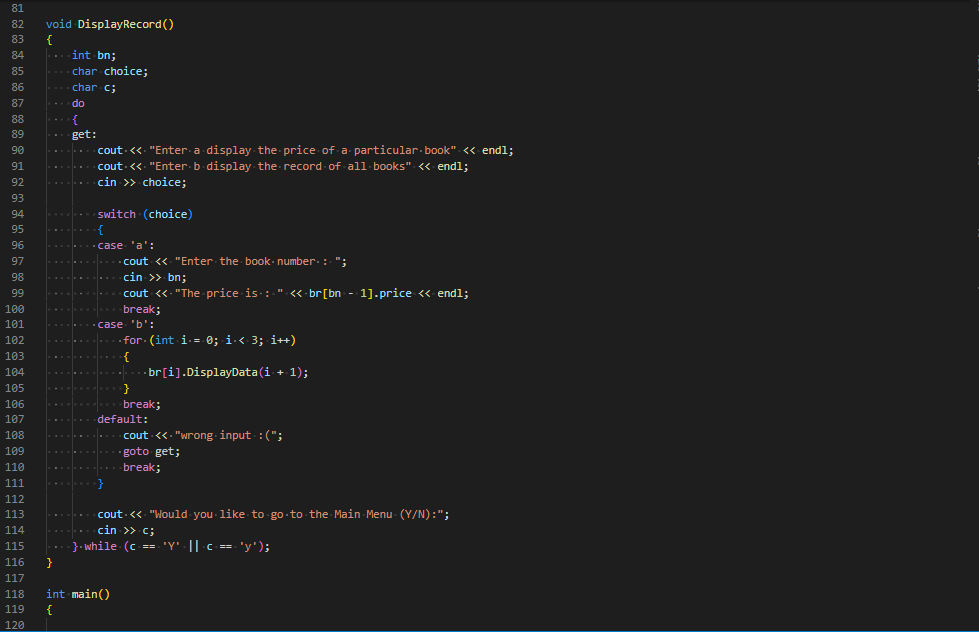 81
82 void DisplayRecord()
83 {
84 int bn;
85 char choice;
86 char c;
87 do
88 {
89 get:
90 cout << "Enter a display the price of a particular book" << endl;
91 cout << "Enter b display the record of all books" << endl;
92 cin >> choice;
93
94 switch (choice)
95 {
96 case 'a':
97 cout << "Enter the book number : ";
98 cin >> bn;
99 cout << "The price is : " << br[bn - 1].price << endl;
100 break;
101 case 'b':
102 for (int i = 0; i < 3; i++)
103 {
104 br[i].DisplayData(i + 1);
105 }
106 break;
107 default:
108 cout << "wrong input :(";
109 goto get;
110 break;
111 }
112
113 cout << "Would you like to go to the Main Menu (Y/N):";
114 cin >> c;
115 } while (c == 'Y' || c == 'y');
116 }
117
118 int main()
119 {
120